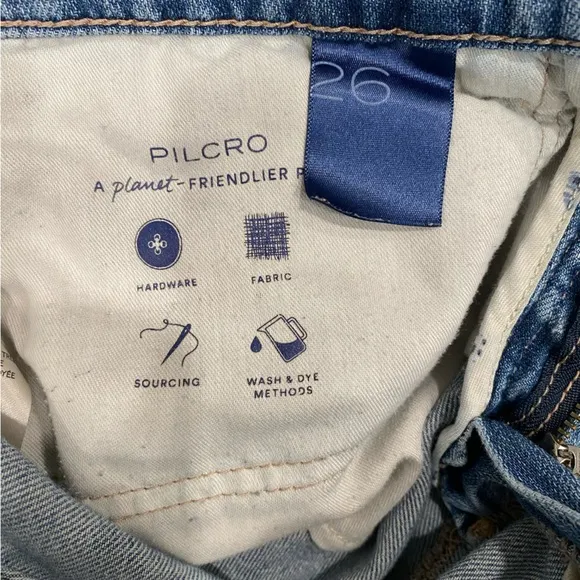 26
PILCRO
A planet-FRIENDLIER
HARDWARE
FABRIC
SOURCING
WASH & DYE
METHODS